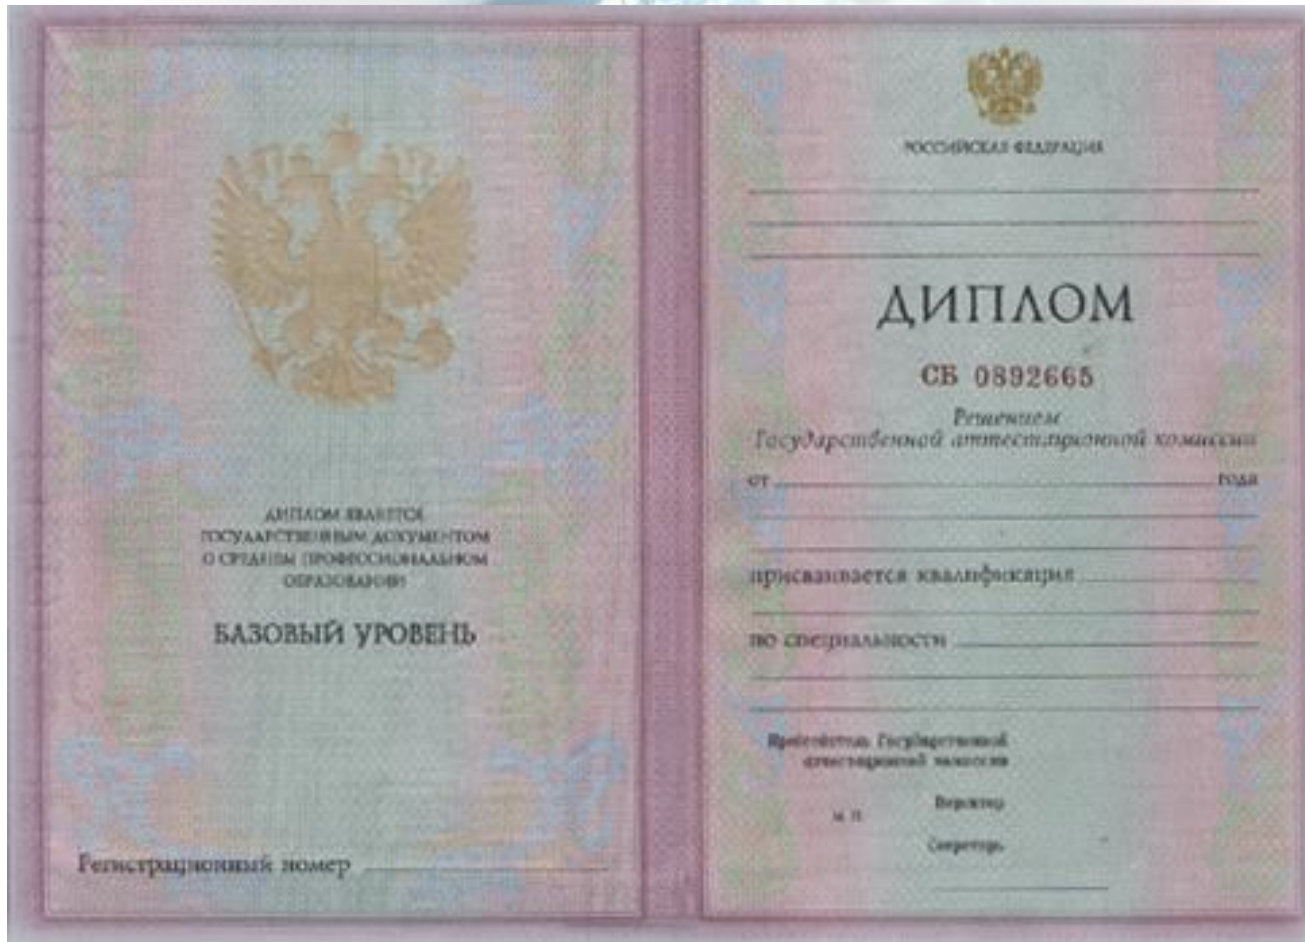 ДИПЛОМ ЯВЛЯЕТСЯ
ГОСУДАРСТВЕННЫМ ДОКУМЕНТОМ
О СРЕДНЕМ ПРОФЕССИОНАЛЬНОМ
ОБРАЗОВАНИИ
БАЗОВЫЙ УРОВЕНЬ
Регистрационный номер
РОССИЙСКАЯ ФЕДЕРАЦИЯ
ДИПЛОМ
СБ 0892665
Решением
Государственной аттестационной комиссии
от года
присваивается квалификация
по специальности
Председатель Государственной
аттестационной комиссии
М. П. Директор
Секретарь